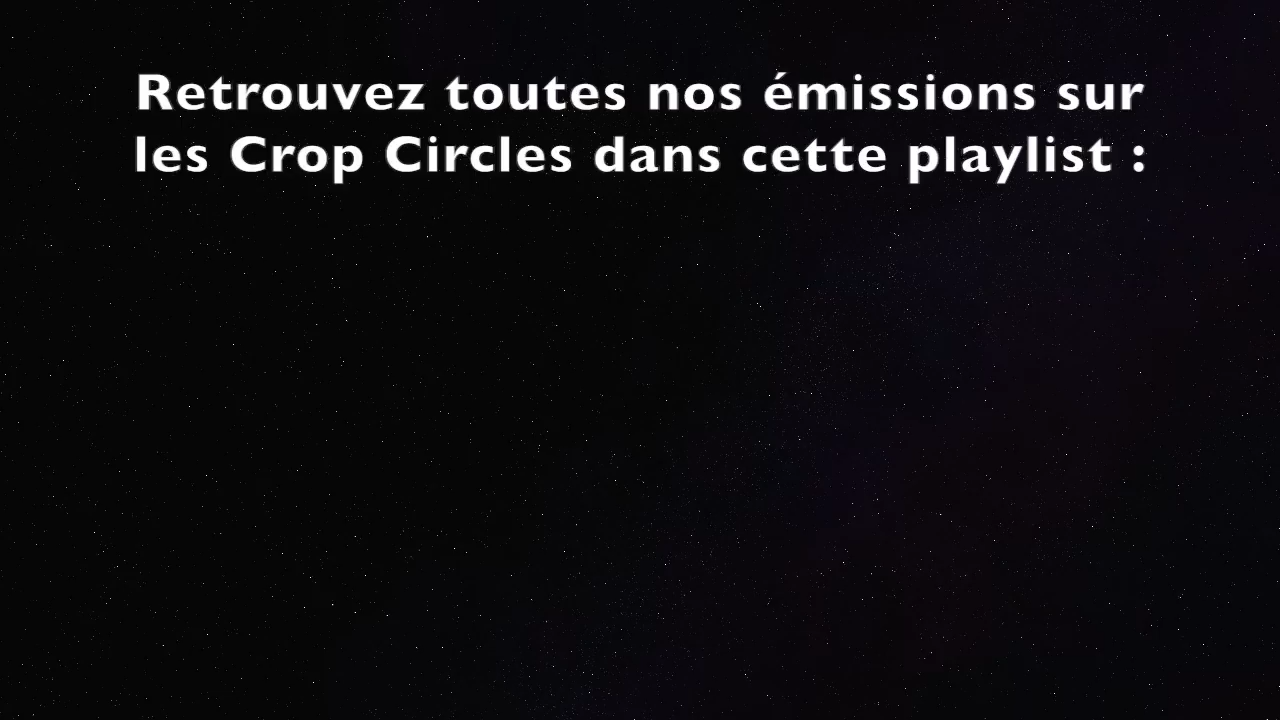 Retrouvez toutes nos émissions sur
les Crop Circles dans cette playlist :